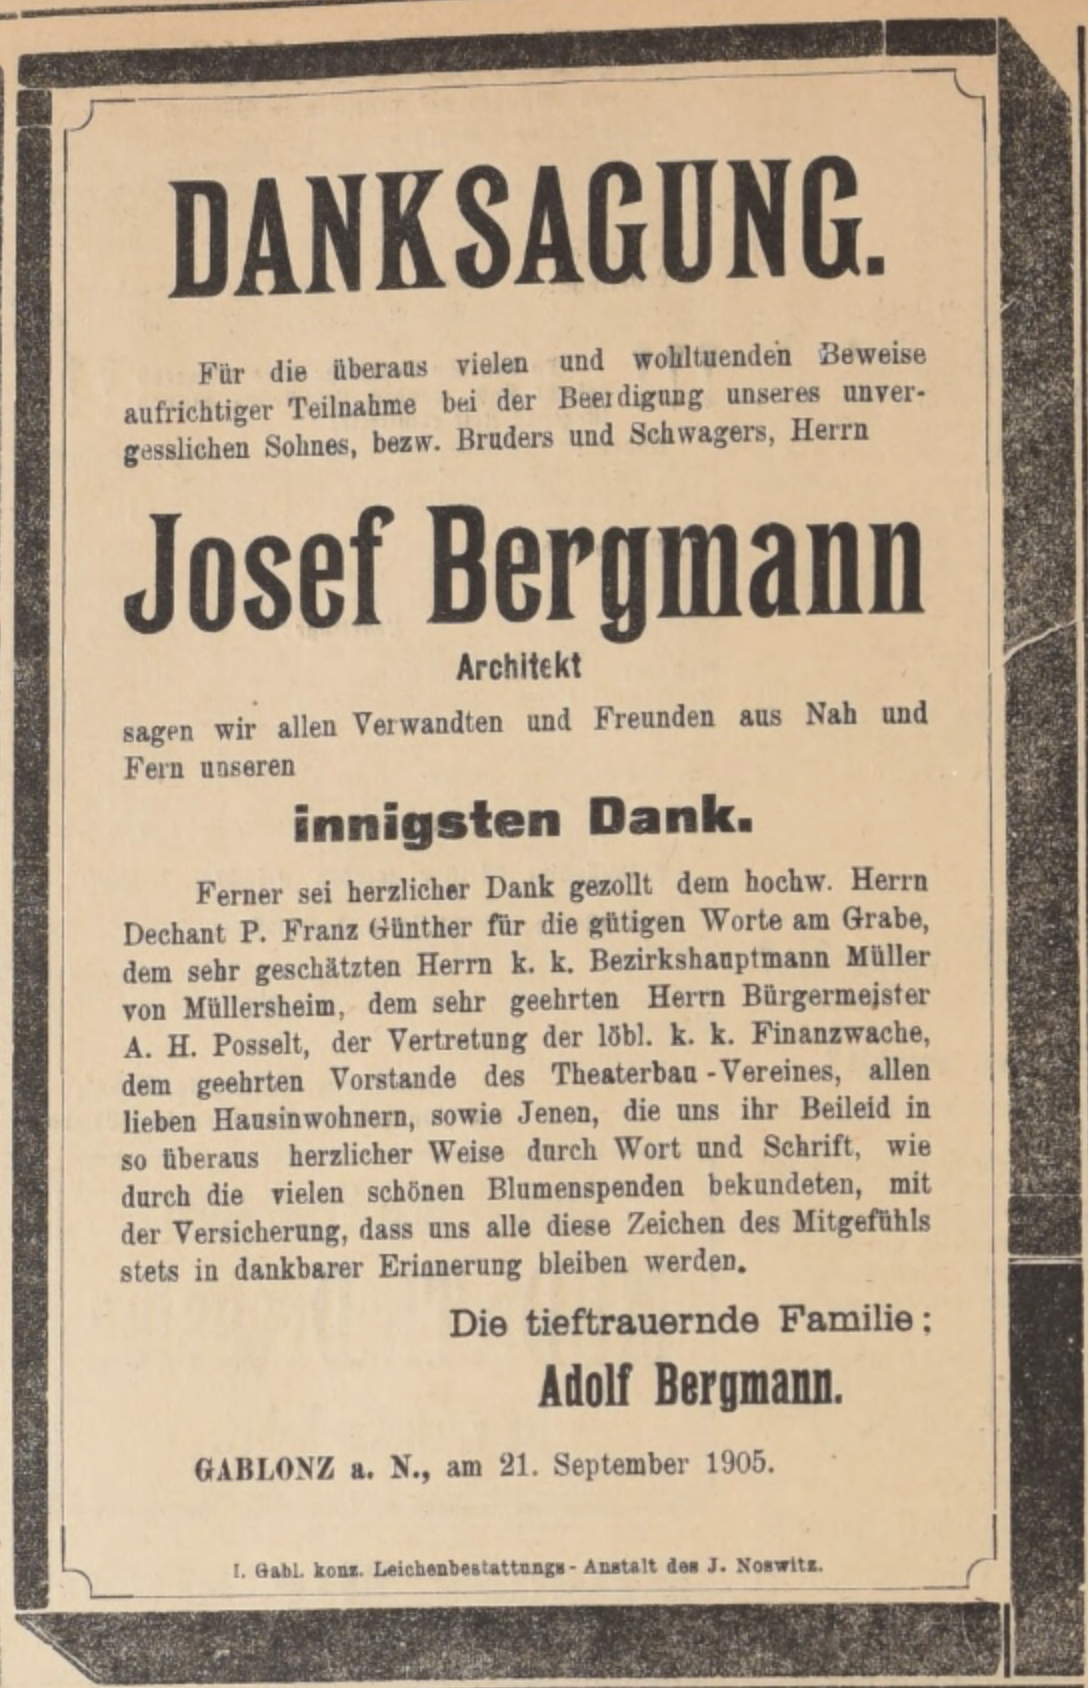 DANKSAGUNG.
Für die überaus vielen und wohltuenden Beweise
aufrichtiger Teilnahme bei der Beerdigung unseres unver-
gesslichen Sohnes, bezw. Bruders und Schwagers, Herrn
Josef Bergmann
Architekt
sagen wir allen Verwandten und Freunden aus Nah und
Fern unseren
innigsten Dank.
Ferner sei herzlicher Dank gezollt dem hochw. Herrn
Dechant P. Franz Günther für die gütigen Worte am Grabe,
dem sehr geschätzten Herrn k. k. Bezirkshauptmann Müller
von Müllersheim, dem sehr geehrten Herrn Bürgermeister
A. H. Posselt, der Vertretung der löbl. k. k. Finanzwache,
dem geehrten Vorstande des Theaterbau-Vereines, allen
lieben Hausinwohnern, sowie Jenen, die uns ihr Beileid in
so überaus herzlicher Weise durch Wort und Schrift, wie
durch die vielen schönen Blumenspenden bekundeten, mit
der Versicherung, dass uns alle diese Zeichen des Mitgefühls
stets in dankbarer Erinnerung bleiben werden.
Die tieftrauernde Familie:
Adolf Bergmann.
GABLONZ a. N., am 21. September 1905.
I. Gabl. konz. Leichenbestattungs-Anstalt des J. Noswitz.